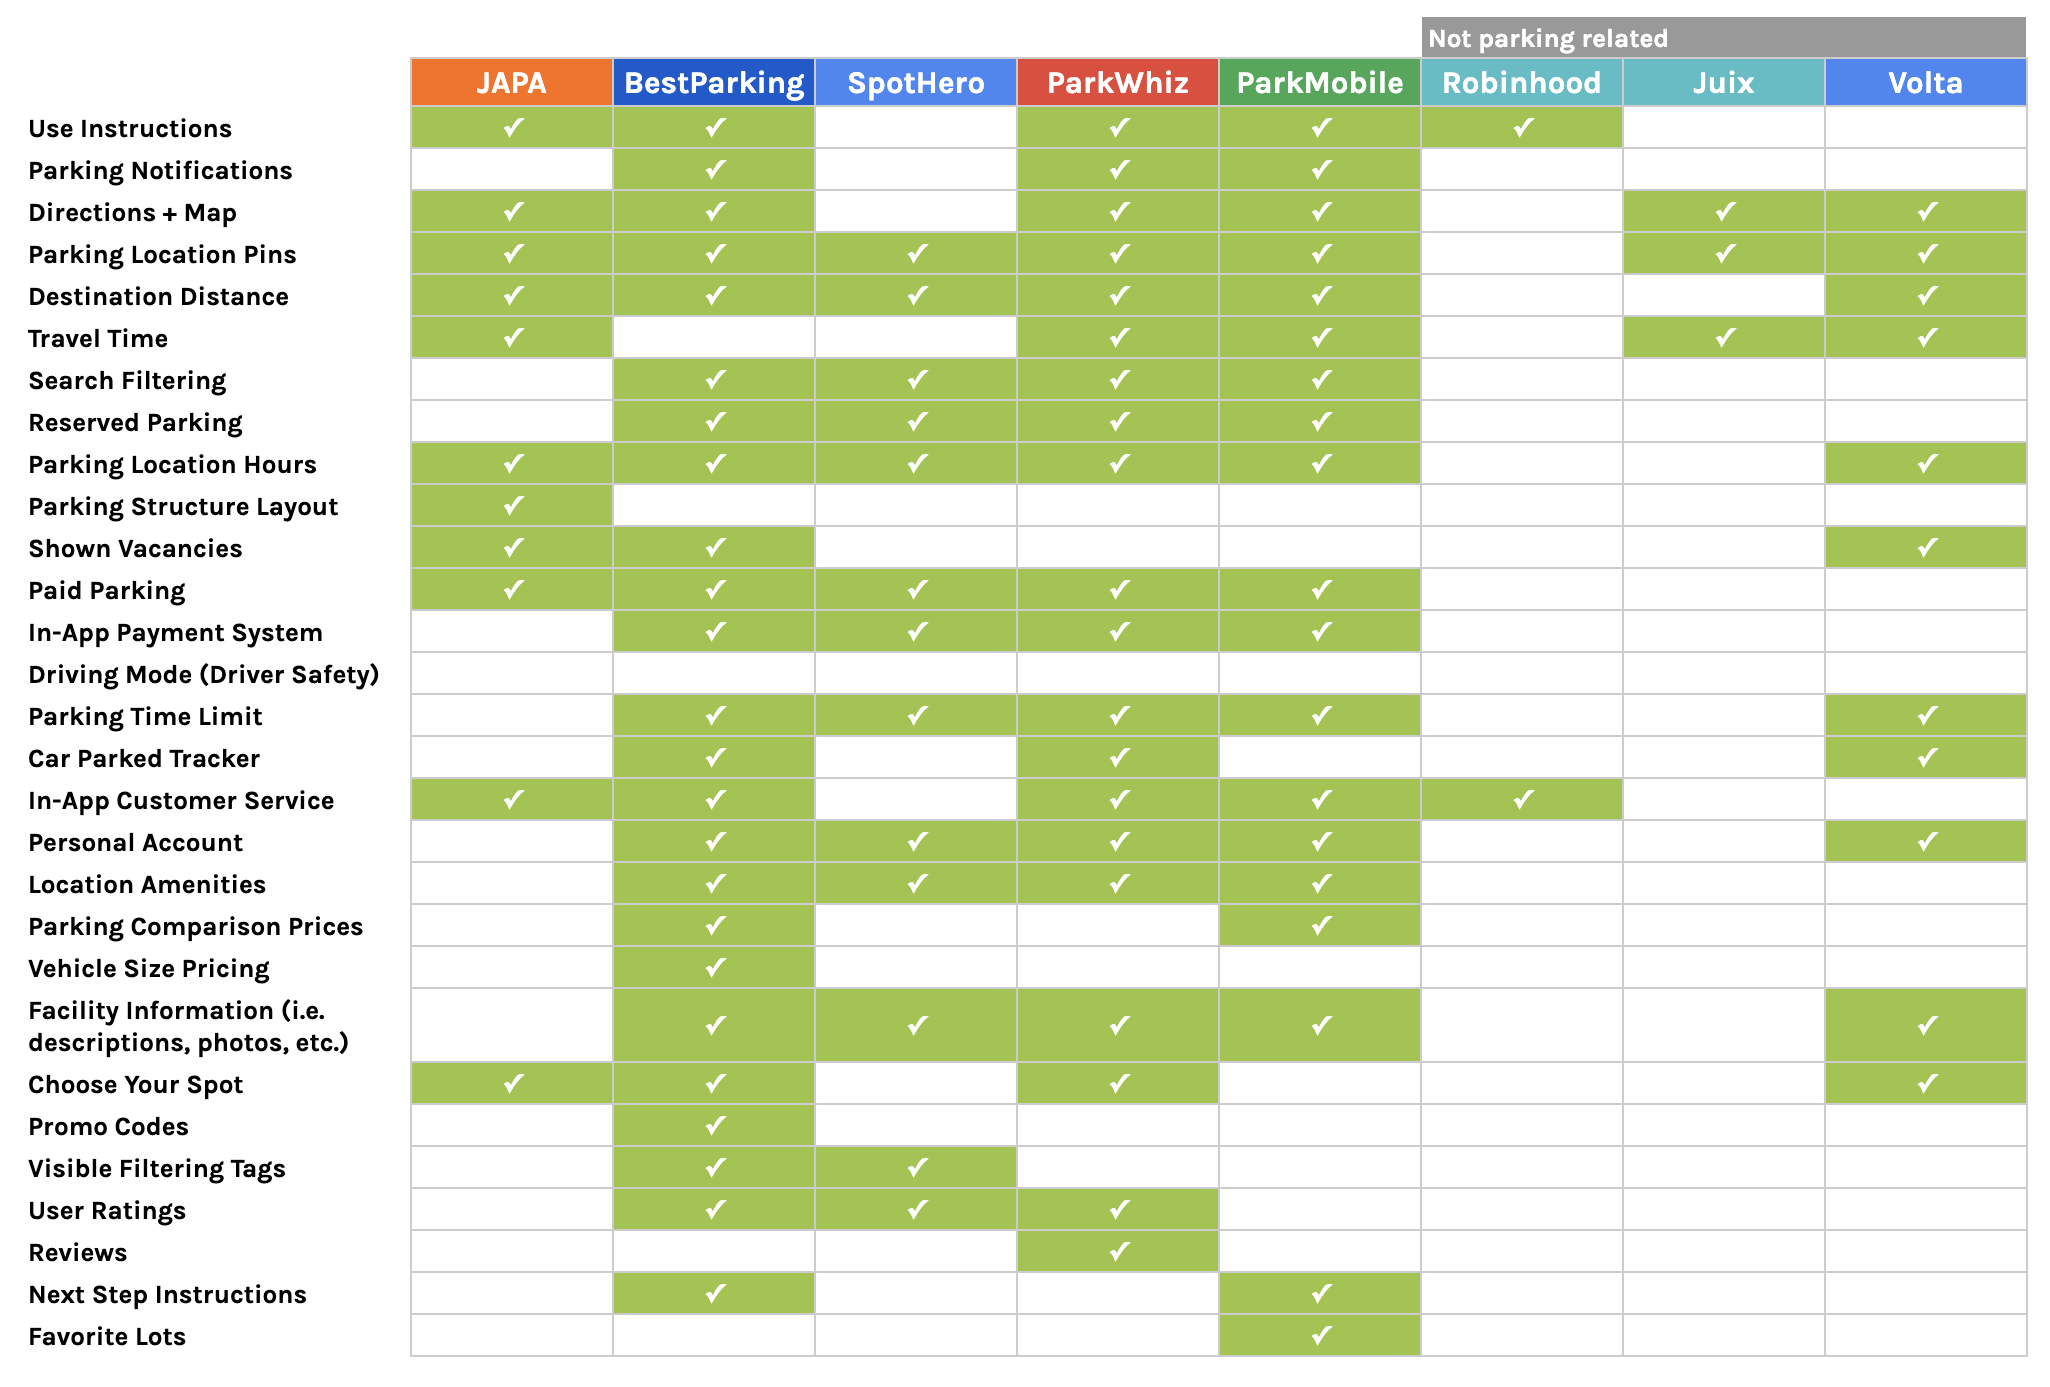 Not parking related
JAPA BestParking SpotHero ParkWhiz ParkMobile Robinhood Juix Volta
Use Instructions ✓ ✓ ✓ ✓ ✓
Parking Notifications ✓ ✓ ✓
Directions + Map ✓ ✓ ✓ ✓ ✓ ✓
Parking Location Pins ✓ ✓ ✓ ✓ ✓ ✓ ✓
Destination Distance ✓ ✓ ✓ ✓ ✓ ✓
Travel Time ✓ ✓ ✓ ✓ ✓
Search Filtering ✓ ✓ ✓ ✓
Reserved Parking ✓ ✓ ✓ ✓
Parking Location Hours ✓ ✓ ✓ ✓ ✓ ✓
Parking Structure Layout ✓
Shown Vacancies ✓ ✓ ✓
Paid Parking ✓ ✓ ✓ ✓ ✓
In-App Payment System ✓ ✓ ✓ ✓
Driving Mode (Driver Safety)
Parking Time Limit ✓ ✓ ✓ ✓ ✓
Car Parked Tracker ✓ ✓ ✓
In-App Customer Service ✓ ✓ ✓ ✓ ✓
Personal Account ✓ ✓ ✓ ✓ ✓
Location Amenities ✓ ✓ ✓ ✓
Parking Comparison Prices ✓ ✓
Vehicle Size Pricing ✓
Facility Information (i.e.
descriptions, photos, etc.) ✓ ✓ ✓ ✓ ✓
Choose Your Spot ✓ ✓ ✓ ✓
Promo Codes ✓
Visible Filtering Tags ✓ ✓
User Ratings ✓ ✓ ✓
Reviews ✓
Next Step Instructions ✓ ✓
Favorite Lots ✓